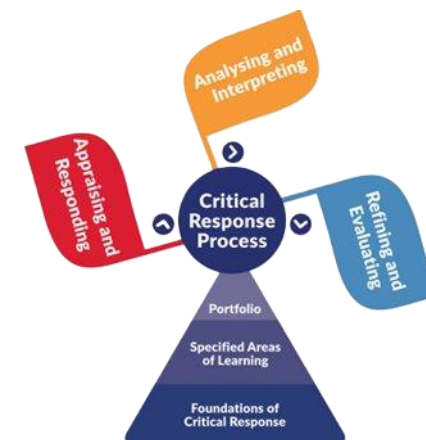 Analysing and
Interpreting
Appraising and
Responding
Critical
Response
Process
Refining and
Evaluating
Portfolio
Specified Areas
of Learning
Foundations of
Critical Response